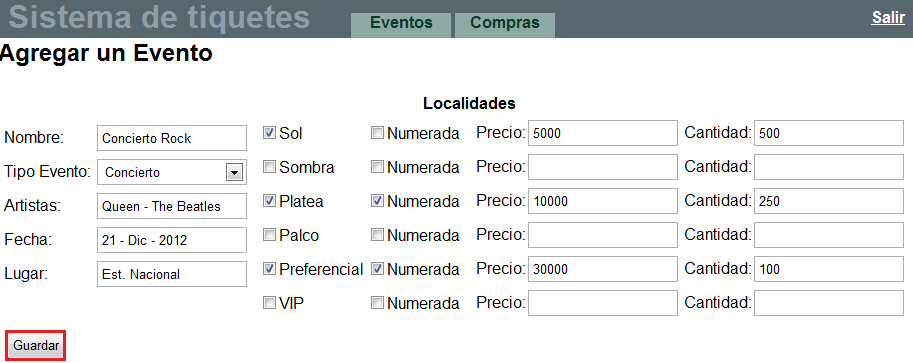 Sistema de tiquetes Eventos Compras Salir
Agregar un Evento
Localidades
Nombre: Concierto Rock Sol Numerada Precio: 5000 Cantidad: 500
Tipo Evento: Concierto Sombra Numerada Precio: Cantidad:
Artistas: Queen - The Beatles Platea Numerada Precio: 10000 Cantidad: 250
Fecha: 21 - Dic - 2012 Palco Numerada Precio: Cantidad:
Lugar: Est. Nacional Preferencial Numerada Precio: 30000 Cantidad: 100
VIP Numerada Precio: Cantidad:
Guardar